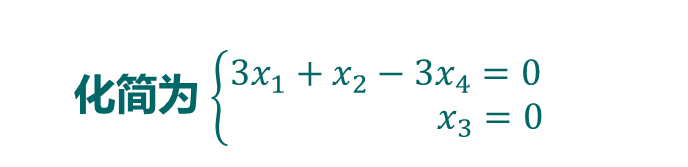 化简为 {3x₁ + x₂ − 3x₄ = 0
x₃ = 0